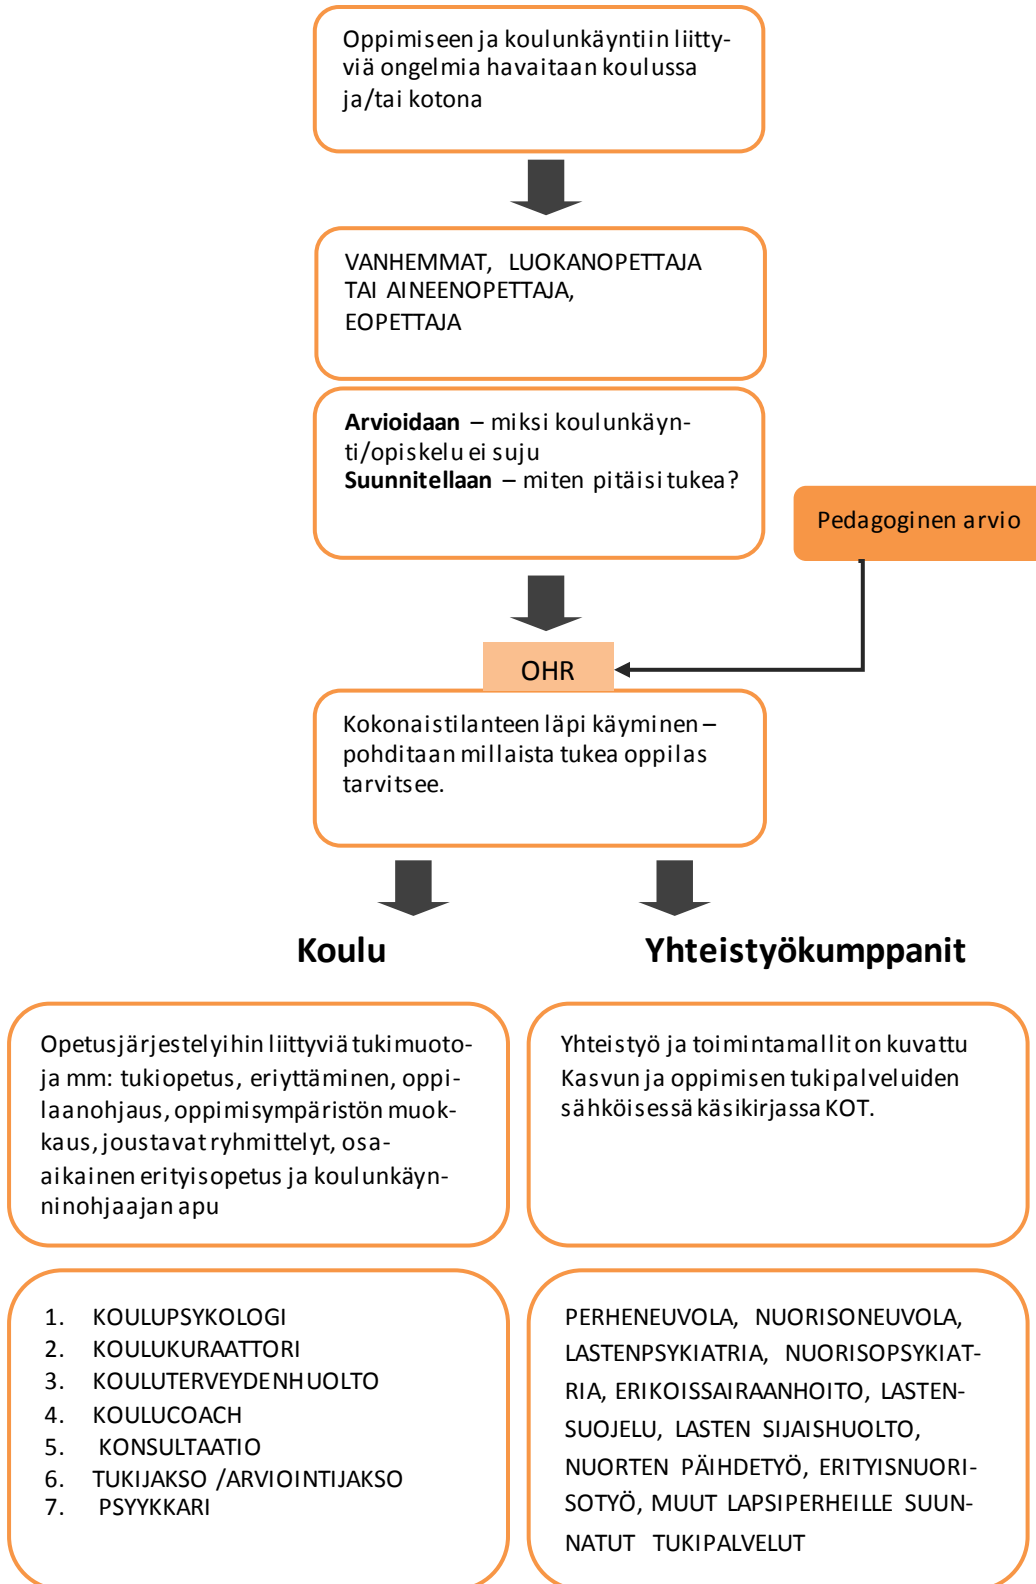 Oppimiseen ja koulunkäyntiin liitty-
viä ongelmia havaitaan koulussa
ja/tai kotona
VANHEMMAT, LUOKANOPETTAJA
TAI AINEENOPETTAJA,
EOPETTAJA
Arvioidaan – miksi koulunkäyn-
ti/opiskelu ei suju
Suunnitellaan – miten pitäisi tukea?
Pedagoginen arvio
OHR
Kokonaistilanteen läpi käyminen –
pohditaan millaista tukea oppilas
tarvitsee.
Koulu
Yhteistyökumppanit
Opetusjärjestelyihin liittyviä tukimuoto-
ja mm: tukiopetus, eriyttäminen, oppi-
laanohjaus, oppimisympäristön muok-
kaus, joustavat ryhmittelyt, osa-
aikainen erityisopetus ja koulunkäyn-
ninohjaajan apu
Yhteistyö ja toimintamallit on kuvattu
Kasvun ja oppimisen tukipalveluiden
sähköisessä käsikirjassa KOT.
1. KOULUPSYKOLOGI
2. KOULUKURAATTORI
3. KOULUTERVEYDENHUOLTO
4. KOULUCOACH
5. KONSULTAATIO
6. TUKIJAKSO /ARVIOINTIJAKSO
7. PSYYKKARI
PERHENEUVOLA, NUORISONEUVOLA,
LASTENPSYKIATRIA, NUORISOPSYKIAT-
RIA, ERIKOISSAIRAANHOITO, LASTEN-
SUOJELU, LASTEN SIJAISHUOLTO,
NUORTEN PÄIHDETYÖ, ERITYISNUORI-
SOTYÖ, MUUT LAPSIPERHEILLE SUUN-
NATUT TUKIPALVELUT